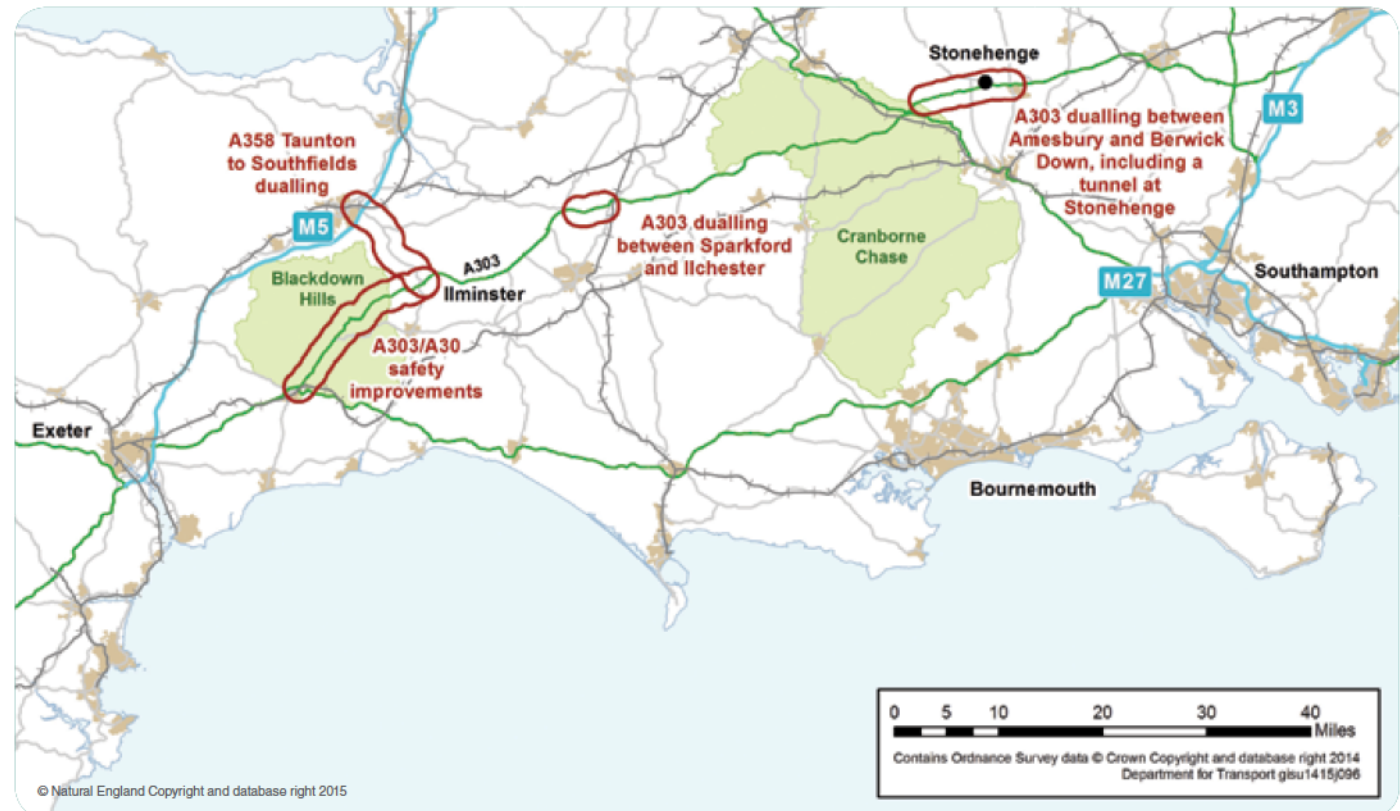 Stonehenge
M3
A303 dualling between
Amesbury and Berwick
Down, including a
tunnel at
Stonehenge
A358 Taunton
to Southfields
dualling
M5
A303 dualling
between Sparkford
and Ilchester
Cranborne
Chase
Blackdown
Hills
A303
Ilminster
M27
Southampton
A303/A30
safety
improvements
Exeter
Bournemouth
0 5 10 20 30 40
Miles
Contains Ordnance Survey data © Crown Copyright and database right 2014
Department for Transport gisu1415j096
© Natural England Copyright and database right 2015